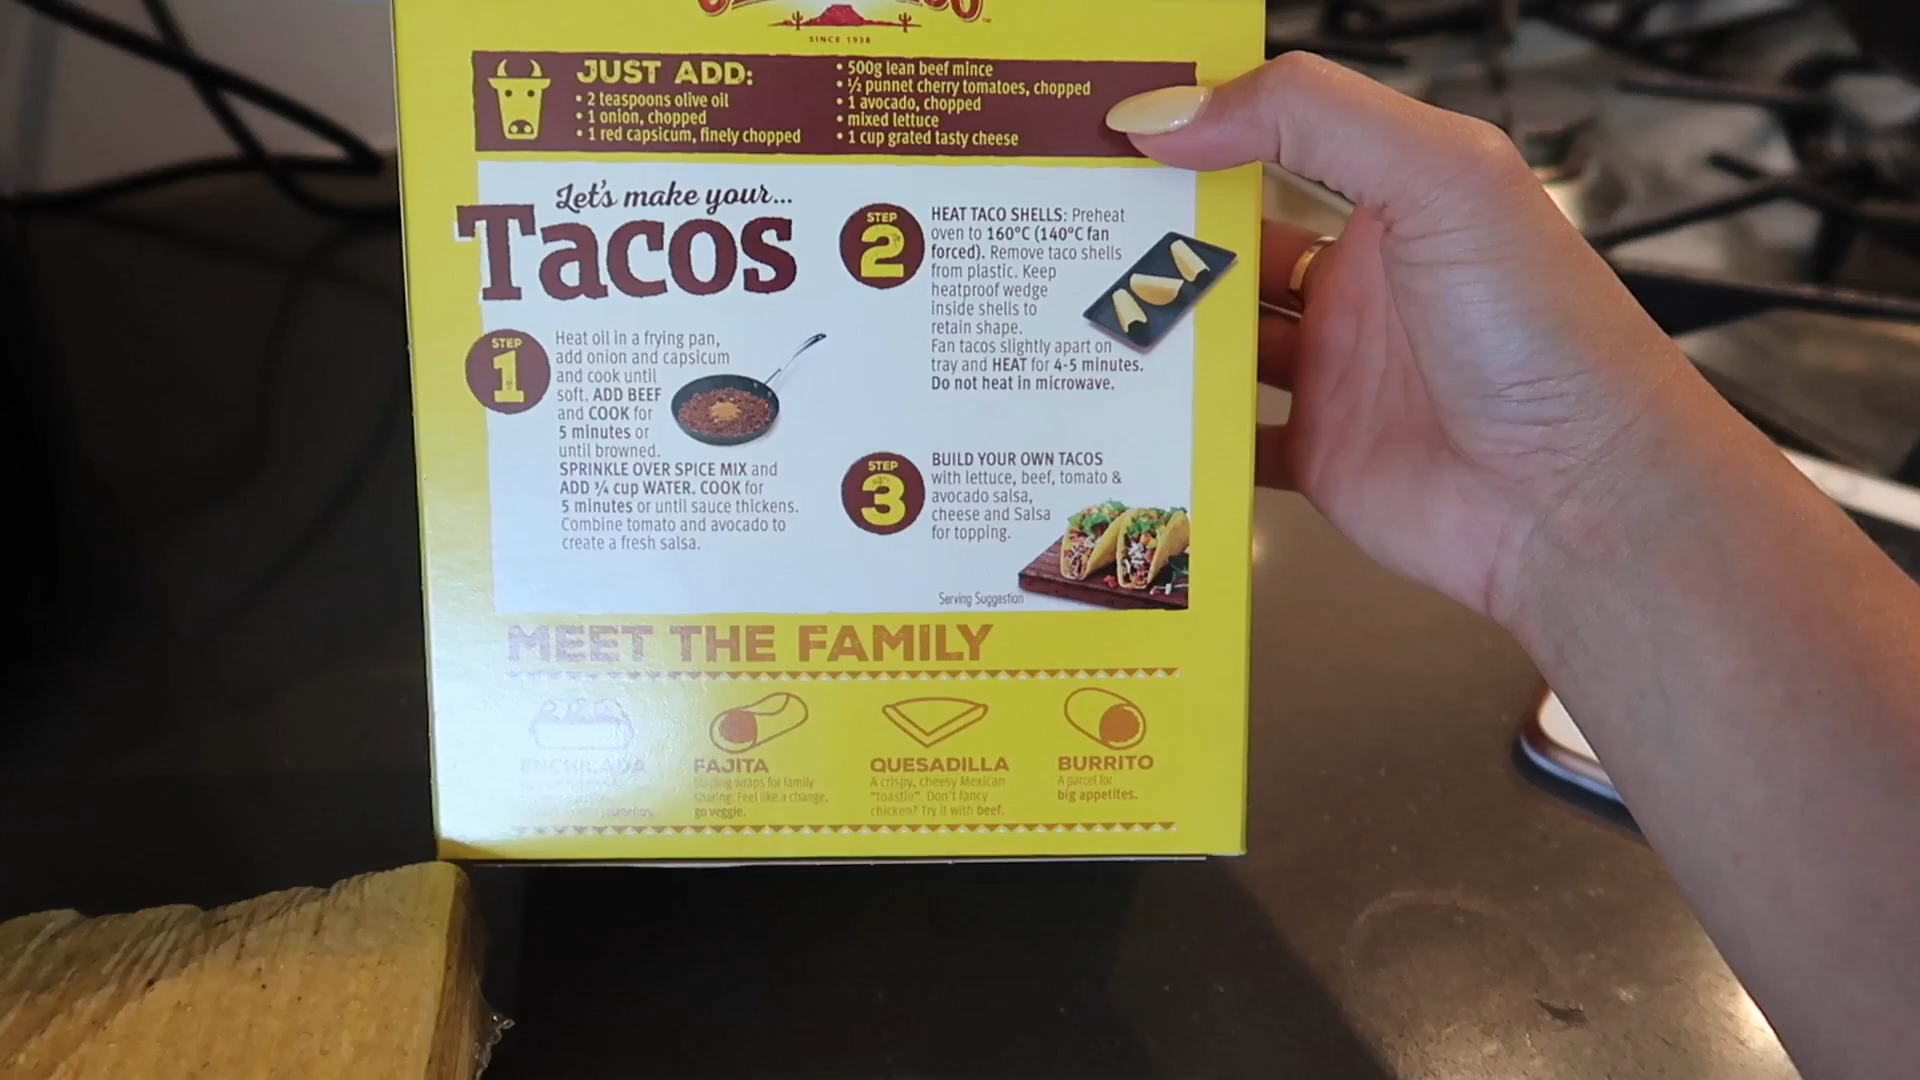 SINCE 1938
JUST ADD:
• 2 teaspoons olive oil
• 1 onion, chopped
• 1 red capsicum, finely chopped
• 500g lean beef mince
• ½ punnet cherry tomatoes, chopped
• 1 avocado, chopped
• mixed lettuce
• 1 cup grated tasty cheese
Let's make your...
Tacos
STEP
1
Heat oil in a frying pan,
add onion and capsicum
and cook until
soft. ADD BEEF
and COOK for
5 minutes or
until browned.
SPRINKLE OVER SPICE MIX and
ADD ¾ cup WATER. COOK for
5 minutes or until sauce thickens.
Combine tomato and avocado to
create a fresh salsa.
STEP
2
HEAT TACO SHELLS: Preheat
oven to 160°C (140°C fan
forced). Remove taco shells
from plastic. Keep
heatproof wedge
inside shells to
retain shape.
Fan tacos slightly apart on
tray and HEAT for 4-5 minutes.
Do not heat in microwave.
STEP
3
BUILD YOUR OWN TACOS
with lettuce, beef, tomato &
avocado salsa,
cheese and Salsa
for topping.
Serving Suggestion
MEET THE FAMILY
ENCHILADA
FAJITA
wraps for family
sharing. Feel like a change,
go veggie.
QUESADILLA
A crispy, cheesy Mexican
"toastie". Don't fancy
chicken? Try it with beef.
BURRITO
A parcel for
big appetites.